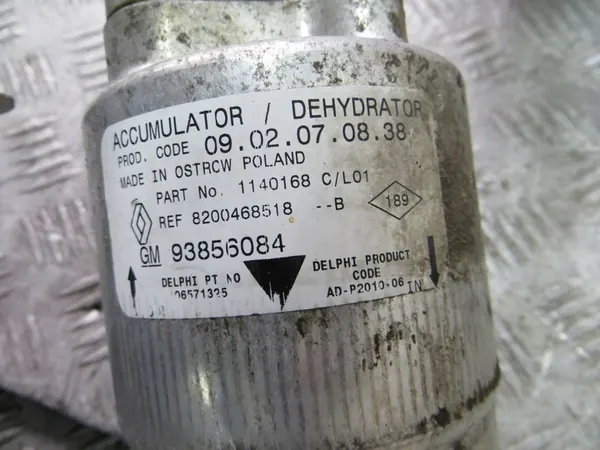 ACCUMULATOR / DEHYDRATOR
PROD. CODE 09.02.07.08.38
MADE IN OSTRCW POLAND
PART No. 1140168 C/L01
REF 8200468518 --B 189
GM 93856084
DELPHI PT NO DELPHI PRODUCT
06571325 CODE
AD-P2010-06 IN